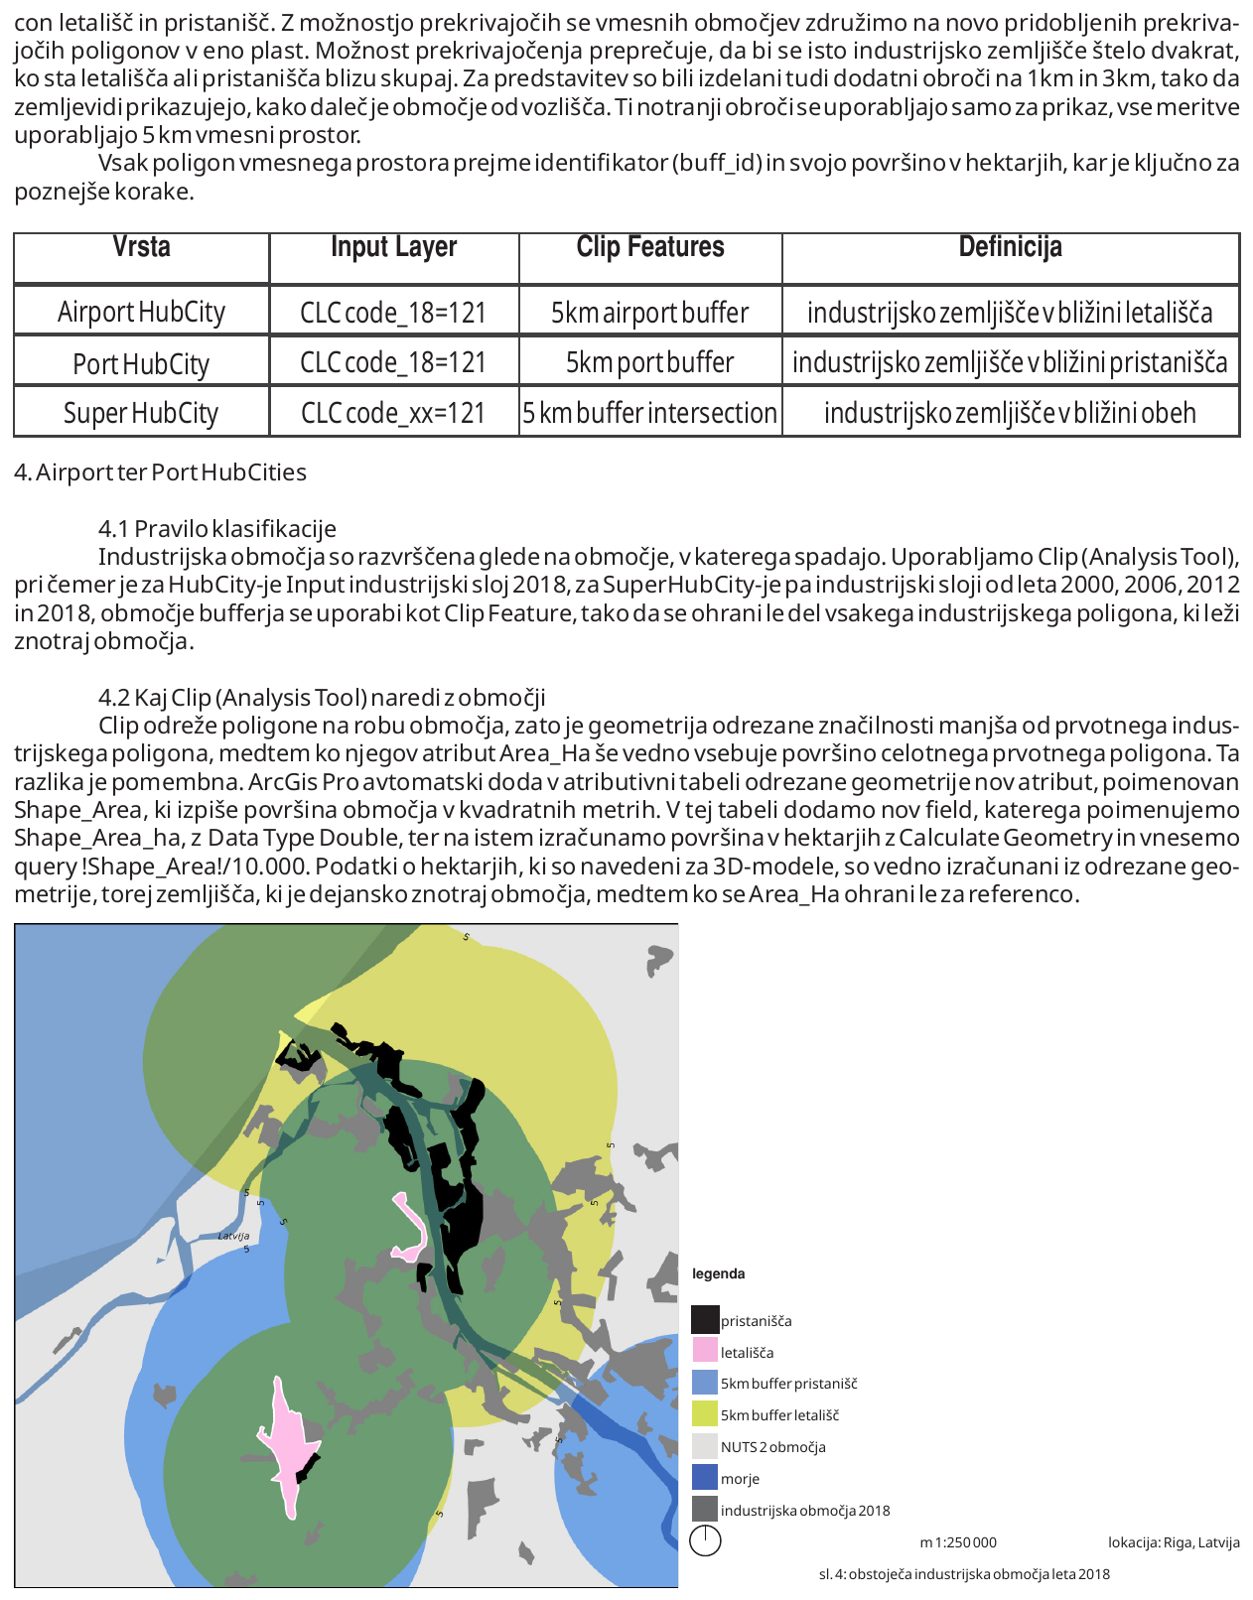 con letališč in pristanišč. Z možnostjo prekrivajočih se vmesnih območjev združimo na novo pridobljenih prekriva-
jočih poligonov v eno plast. Možnost prekrivajočenja preprečuje, da bi se isto industrijsko zemljišče štelo dvakrat,
ko sta letališča ali pristanišča blizu skupaj. Za predstavitev so bili izdelani tudi dodatni obroči na 1km in 3km, tako da
zemljevidi prikazujejo, kako daleč je območje od vozlišča. Ti notranji obroči se uporabljajo samo za prikaz, vse meritve
uporabljajo 5 km vmesni prostor.
Vsak poligon vmesnega prostora prejme identifikator (buff_id) in svojo površino v hektarjih, kar je ključno za
poznejše korake.
Vrsta Input Layer Clip Features Definicija
Airport HubCity CLC code_18=121 5km airport buffer industrijsko zemljišče v bližini letališča
Port HubCity CLC code_18=121 5km port buffer industrijsko zemljišče v bližini pristanišča
Super HubCity CLC code_xx=121 5 km buffer intersection industrijsko zemljišče v bližini obeh
4. Airport ter Port HubCities
4.1 Pravilo klasifikacije
Industrijska območja so razvrščena glede na območje, v katerega spadajo. Uporabljamo Clip (Analysis Tool),
pri čemer je za HubCity-je Input industrijski sloj 2018, za SuperHubCity-je pa industrijski sloji od leta 2000, 2006, 2012
in 2018, območje bufferja se uporabi kot Clip Feature, tako da se ohrani le del vsakega industrijskega poligona, ki leži
znotraj območja.
4.2 Kaj Clip (Analysis Tool) naredi z območji
Clip odreže poligone na robu območja, zato je geometrija odrezane značilnosti manjša od prvotnega indus-
trijskega poligona, medtem ko njegov atribut Area_Ha še vedno vsebuje površino celotnega prvotnega poligona. Ta
razlika je pomembna. ArcGis Pro avtomatski doda v atributivni tabeli odrezane geometrije nov atribut, poimenovan
Shape_Area, ki izpiše površina območja v kvadratnih metrih. V tej tabeli dodamo nov field, katerega poimenujemo
Shape_Area_ha, z Data Type Double, ter na istem izračunamo površina v hektarjih z Calculate Geometry in vnesemo
query !Shape_Area!/10.000. Podatki o hektarjih, ki so navedeni za 3D-modele, so vedno izračunani iz odrezane geo-
metrije, torej zemljišča, ki je dejansko znotraj območja, medtem ko se Area_Ha ohrani le za referenco.
5
5
5
5
5
5
Latvija
5
5
5
5
legenda
pristanišča
letališča
5km buffer pristanišč
5km buffer letališč
NUTS 2 območja
morje
industrijska območja 2018
m 1:250 000 lokacija: Riga, Latvija
sl. 4: obstoječa industrijska območja leta 2018